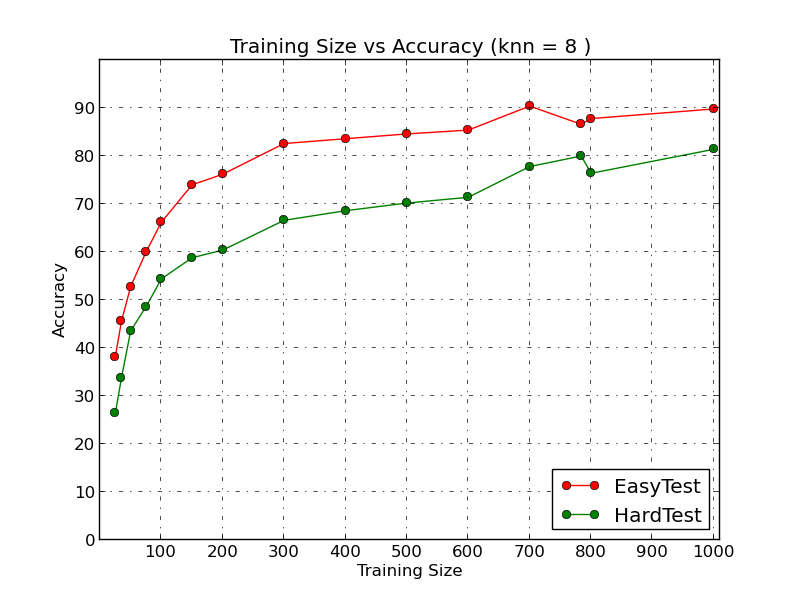 Training Size vs Accuracy (knn = 8 )
90
80
70
60
50
40
30
20
10
0
Accuracy
EasyTest
HardTest
100 200 300 400 500 600 700 800 900 1000
Training Size